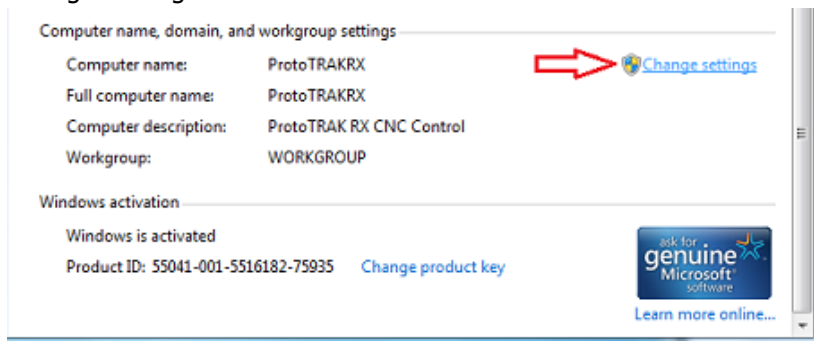 Computer name, domain, and workgroup settings
Computer name: ProtoTRAKRX Change settings
Full computer name: ProtoTRAKRX
Computer description: ProtoTRAK RX CNC Control
Workgroup: WORKGROUP
Windows activation
Windows is activated
Product ID: 55041-001-5516182-75935 Change product key
ask for
genuine
Microsoft
software
Learn more online...